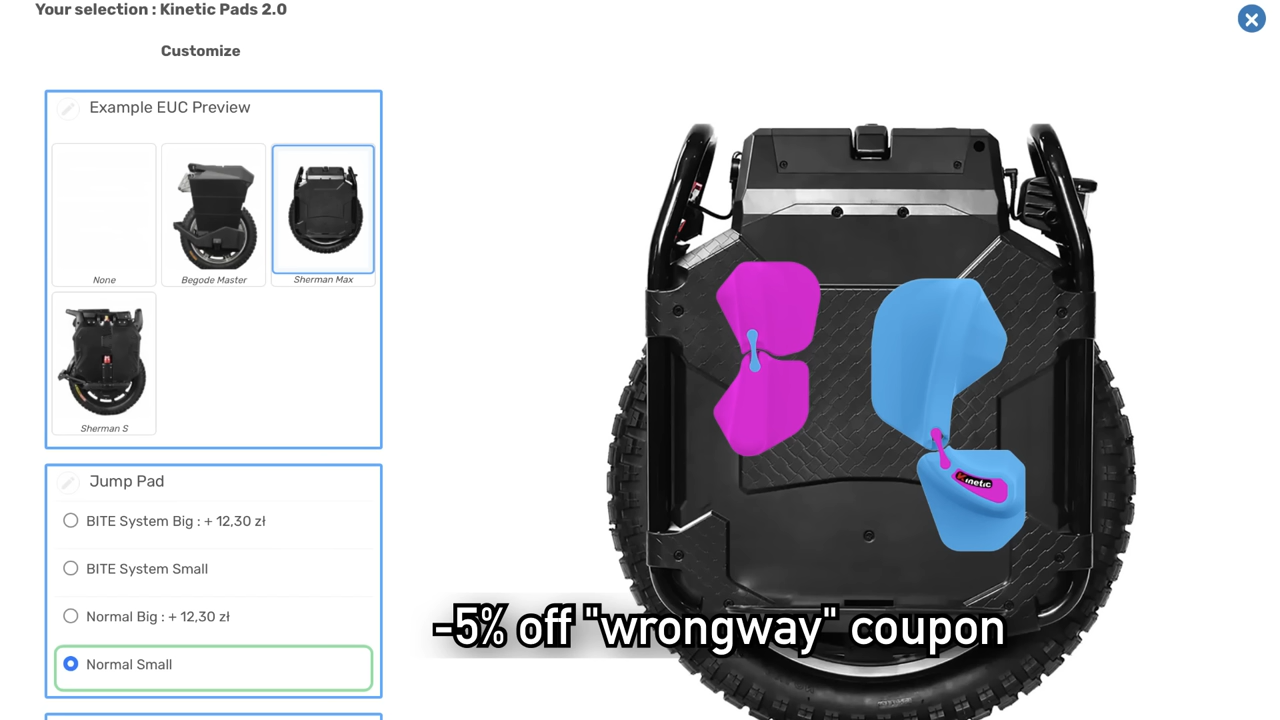 Your selection : Kinetic Pads 2.0
Customize
Example EUC Preview
None
Begode Master
Sherman Max
Sherman S
Jump Pad
BITE System Big : + 12,30 zł
BITE System Small
Normal Big : + 12,30 zł
Normal Small
Kinetic
-5% off "wrongway" coupon